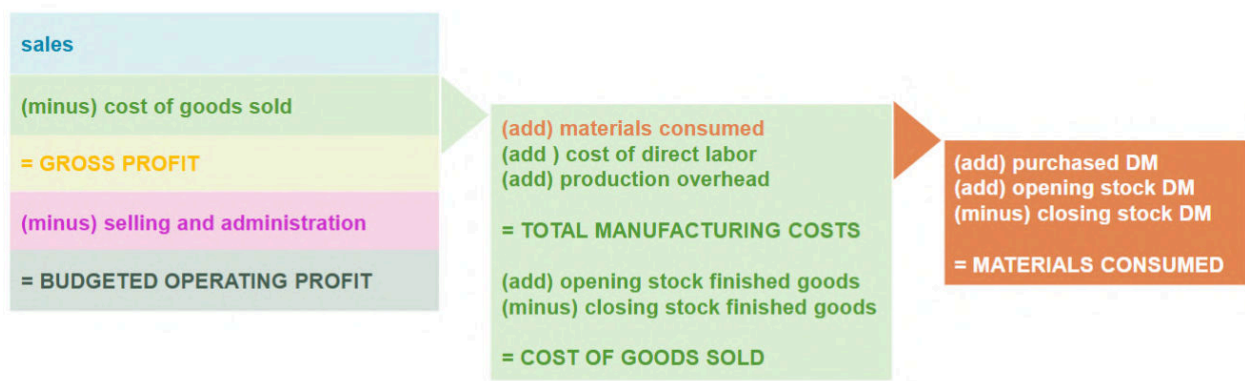 sales
(minus) cost of goods sold
= GROSS PROFIT
(minus) selling and administration
= BUDGETED OPERATING PROFIT
(add) materials consumed
(add ) cost of direct labor
(add) production overhead
= TOTAL MANUFACTURING COSTS
(add) opening stock finished goods
(minus) closing stock finished goods
= COST OF GOODS SOLD
(add) purchased DM
(add) opening stock DM
(minus) closing stock DM
= MATERIALS CONSUMED